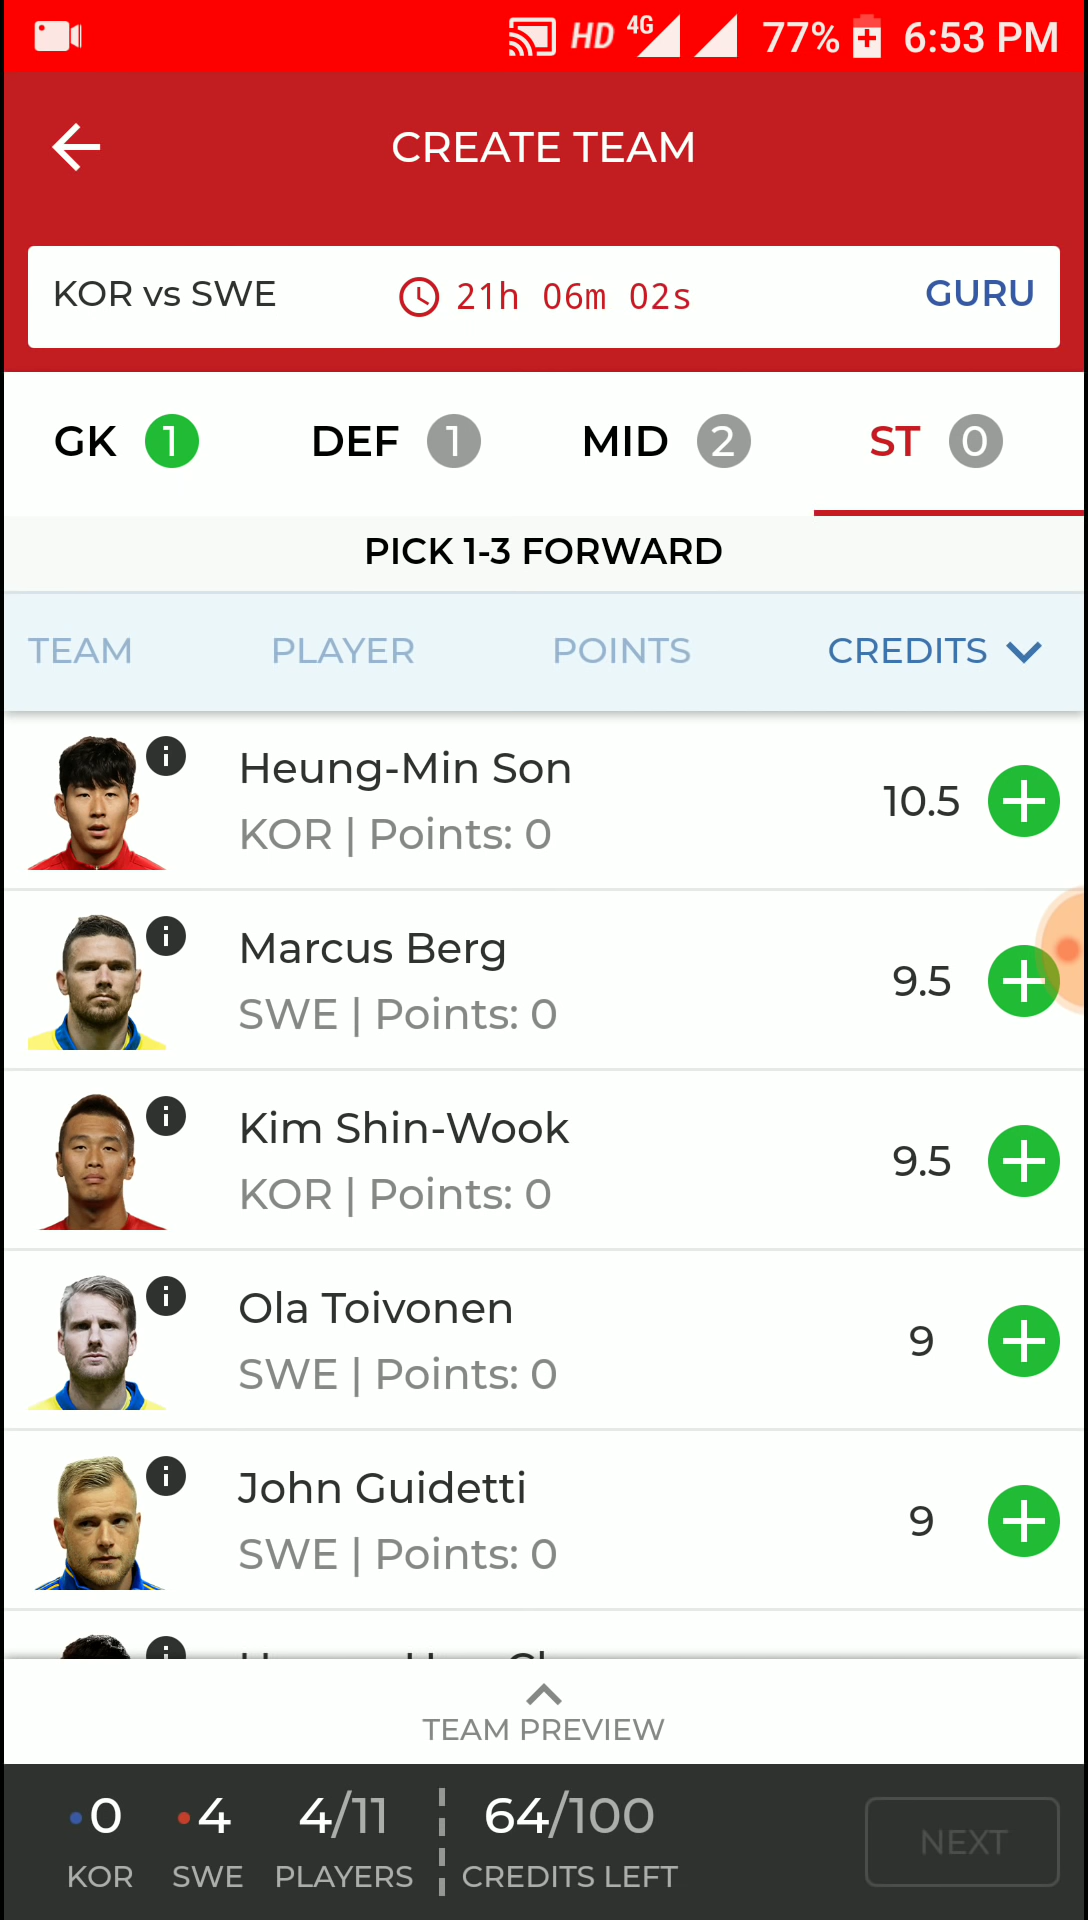 HD 4G 77% 6:53 PM
CREATE TEAM
KOR vs SWE 21h 06m 02s GURU
GK 1 DEF 1 MID 2 ST 0
PICK 1-3 FORWARD
TEAM PLAYER POINTS CREDITS
Heung-Min Son
KOR | Points: 0
10.5
Marcus Berg
SWE | Points: 0
9.5
Kim Shin-Wook
KOR | Points: 0
9.5
Ola Toivonen
SWE | Points: 0
9
John Guidetti
SWE | Points: 0
9
TEAM PREVIEW
0 4 4/11 64/100
KOR SWE PLAYERS CREDITS LEFT
NEXT